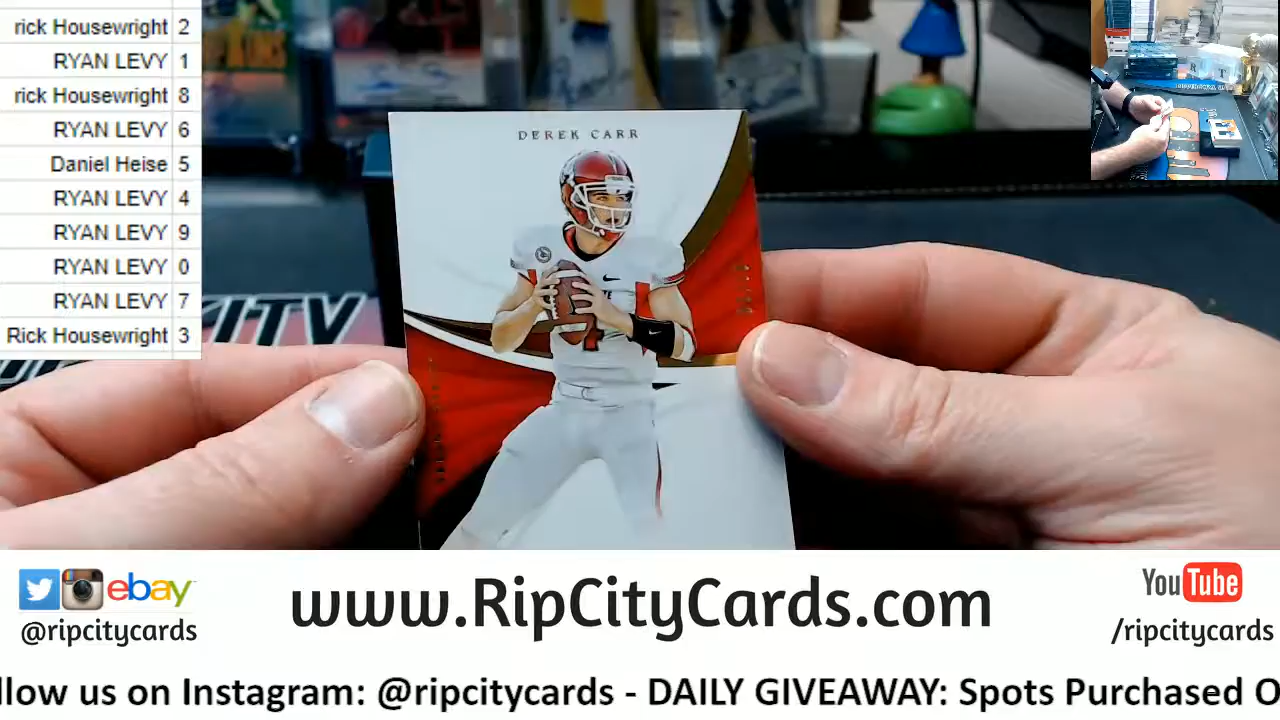 rick Housewright 2
RYAN LEVY 1
rick Housewright 8
RYAN LEVY 6
Daniel Heise 5
RYAN LEVY 4
RYAN LEVY 9
RYAN LEVY 0
RYAN LEVY 7
Rick Housewright 3
DEREK CARR
ITY
ebay
@ripcitycards
www.RipCityCards.com
YouTube
/ripcitycards
llow us on Instagram: @ripcitycards - DAILY GIVEAWAY: Spots Purchased O